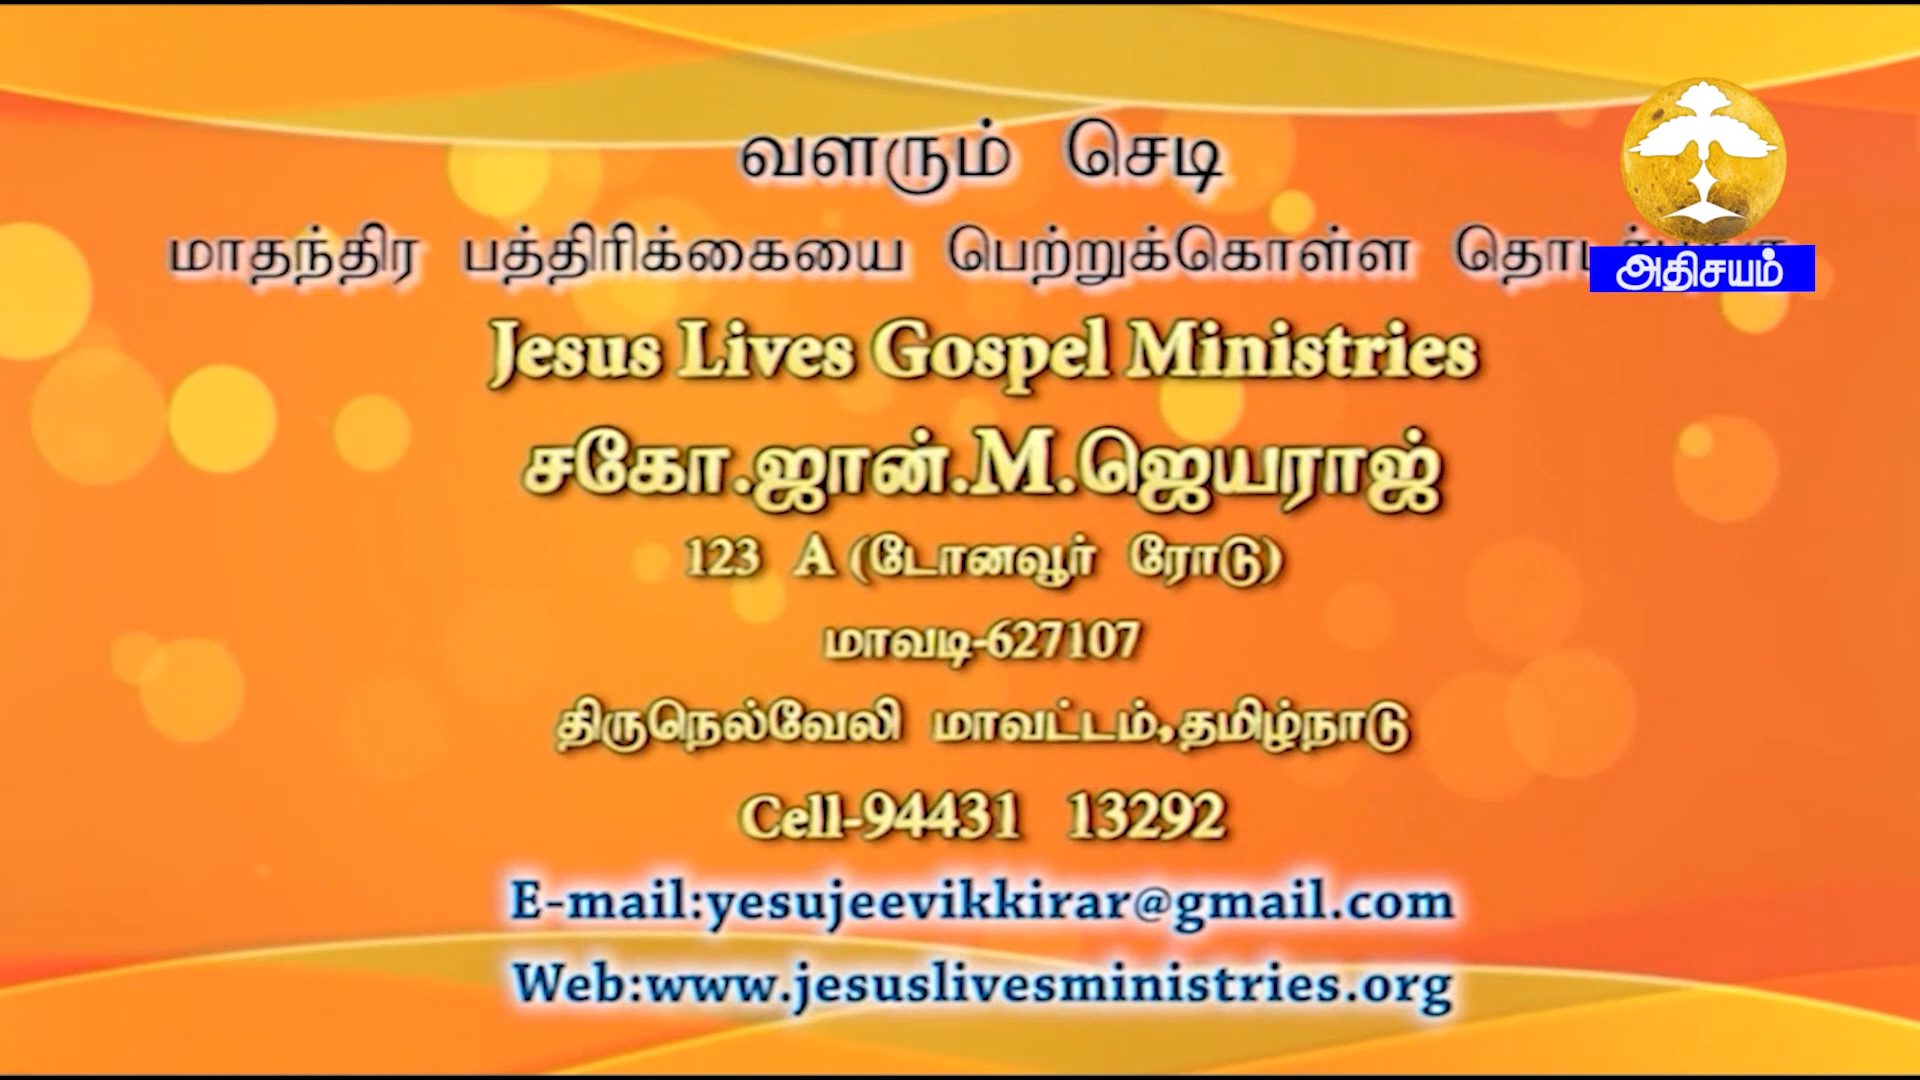 வளரும் செடி
மாதந்திர பத்திரிக்கையை பெற்றுக்கொள்ள
அதிசயம்
Jesus Lives Gospel Ministries
சகோ.ஜான்.M.ஜெயராஜ்
123 A (டோனவூர் ரோடு)
மாவடி-627107
திருநெல்வேலி மாவட்டம்,தமிழ்நாடு
Cell-94431 13292
E-mail:yesujeevikkirar@gmail.com
Web:www.jesuslivesministries.org